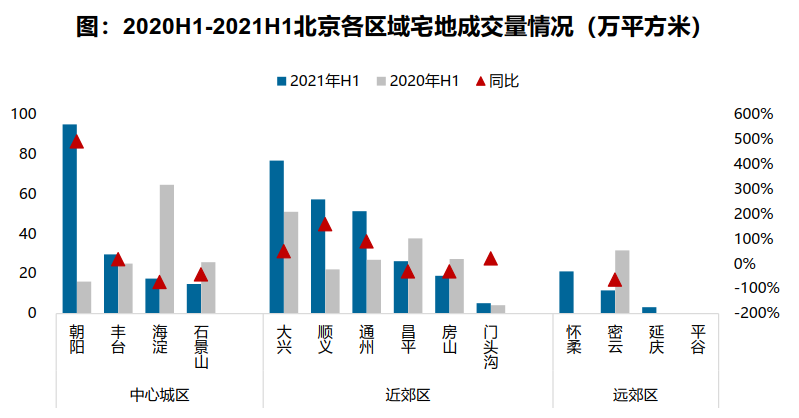 图：2020H1-2021H1北京各区域宅地成交量情况（万平方米）
2021年H1 2020年H1 同比
100 600%
500%
80 400%
60 300%
200%
40 100%
20 0%
-100%
0 -200%
朝阳 丰台 海淀 石景山 大兴 顺义 通州 昌平 房山 门头沟 怀柔 密云 延庆 平谷
中心城区 近郊区 远郊区